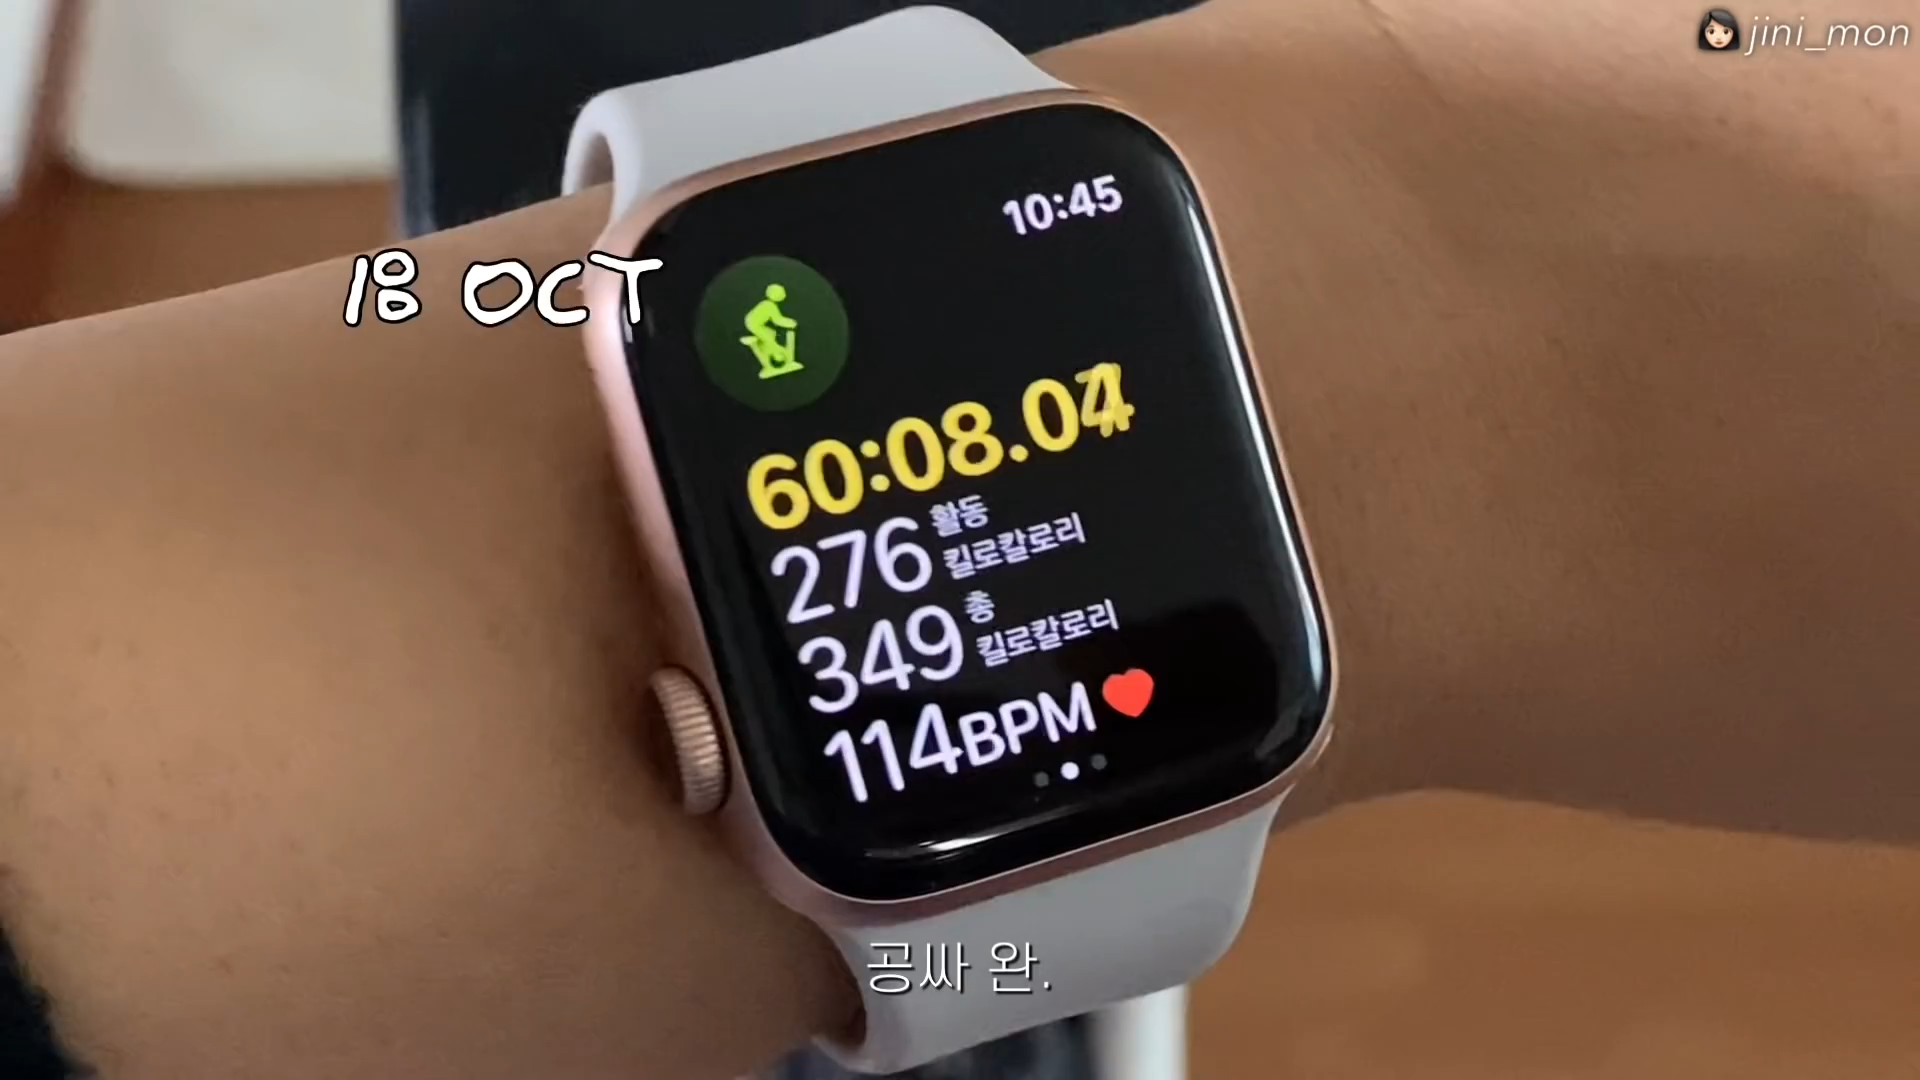 jini_mon
10:45
18 OCT
60:08.04
276 활동 킬로칼로리
349 총 킬로칼로리
114BPM
공싸 완.